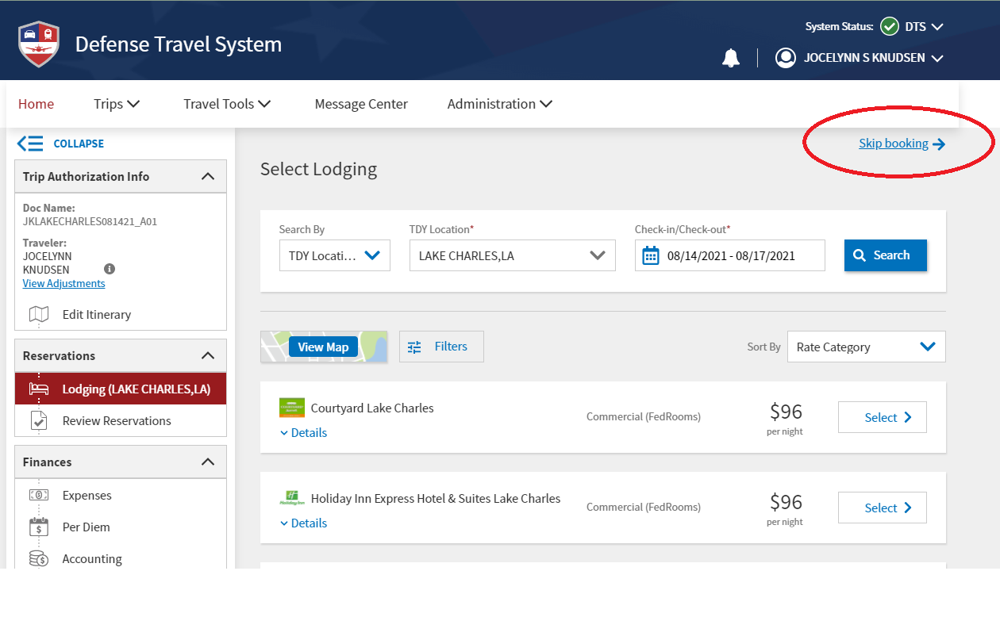 Defense Travel System
System Status: DTS
JOCELYNN S KNUDSEN
Home Trips Travel Tools Message Center Administration
COLLAPSE
Trip Authorization Info
Doc Name:
JKLAKECHARLES081421_A01
Traveler:
JOCELYNN
KNUDSEN
View Adjustments
Edit Itinerary
Reservations
Lodging (LAKE CHARLES,LA)
Review Reservations
Finances
Expenses
Per Diem
Accounting
Skip booking
Select Lodging
Search By TDY Location* Check-in/Check-out*
TDY Locati... LAKE CHARLES,LA 08/14/2021 - 08/17/2021 Search
View Map Filters Sort By Rate Category
Courtyard Lake Charles Commercial (FedRooms) $96 Select
Details per night
Holiday Inn Express Hotel & Suites Lake Charles Commercial (FedRooms) $96 Select
Details per night